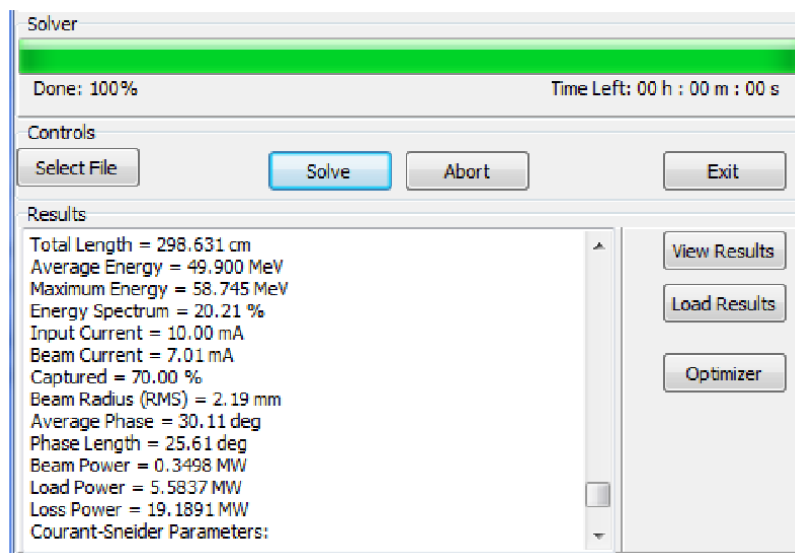 Solver
Done: 100%
Time Left: 00 h : 00 m : 00 s
Controls
Select File
Solve
Abort
Exit
Results
Total Length = 298.631 cm
Average Energy = 49.900 MeV
Maximum Energy = 58.745 MeV
Energy Spectrum = 20.21 %
Input Current = 10.00 mA
Beam Current = 7.01 mA
Captured = 70.00 %
Beam Radius (RMS) = 2.19 mm
Average Phase = 30.11 deg
Phase Length = 25.61 deg
Beam Power = 0.3498 MW
Load Power = 5.5837 MW
Loss Power = 19.1891 MW
Courant-Sneider Parameters:
View Results
Load Results
Optimizer